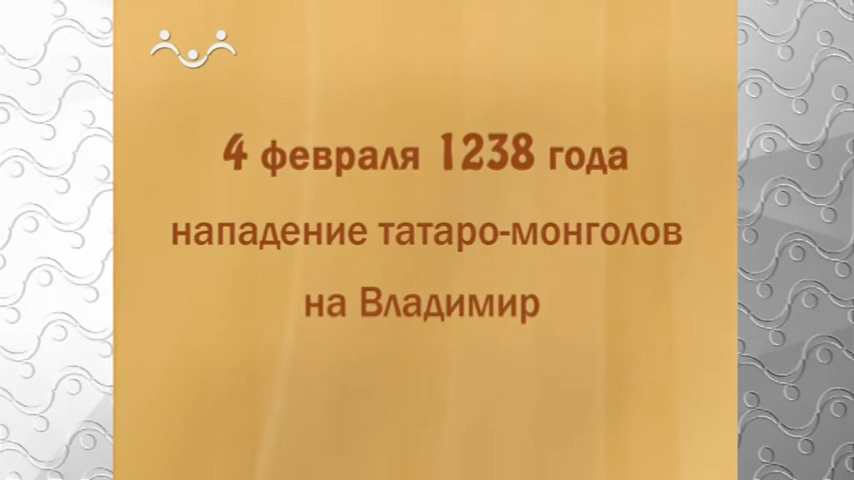 4 февраля 1238 года
нападение татаро-монголов
на Владимир